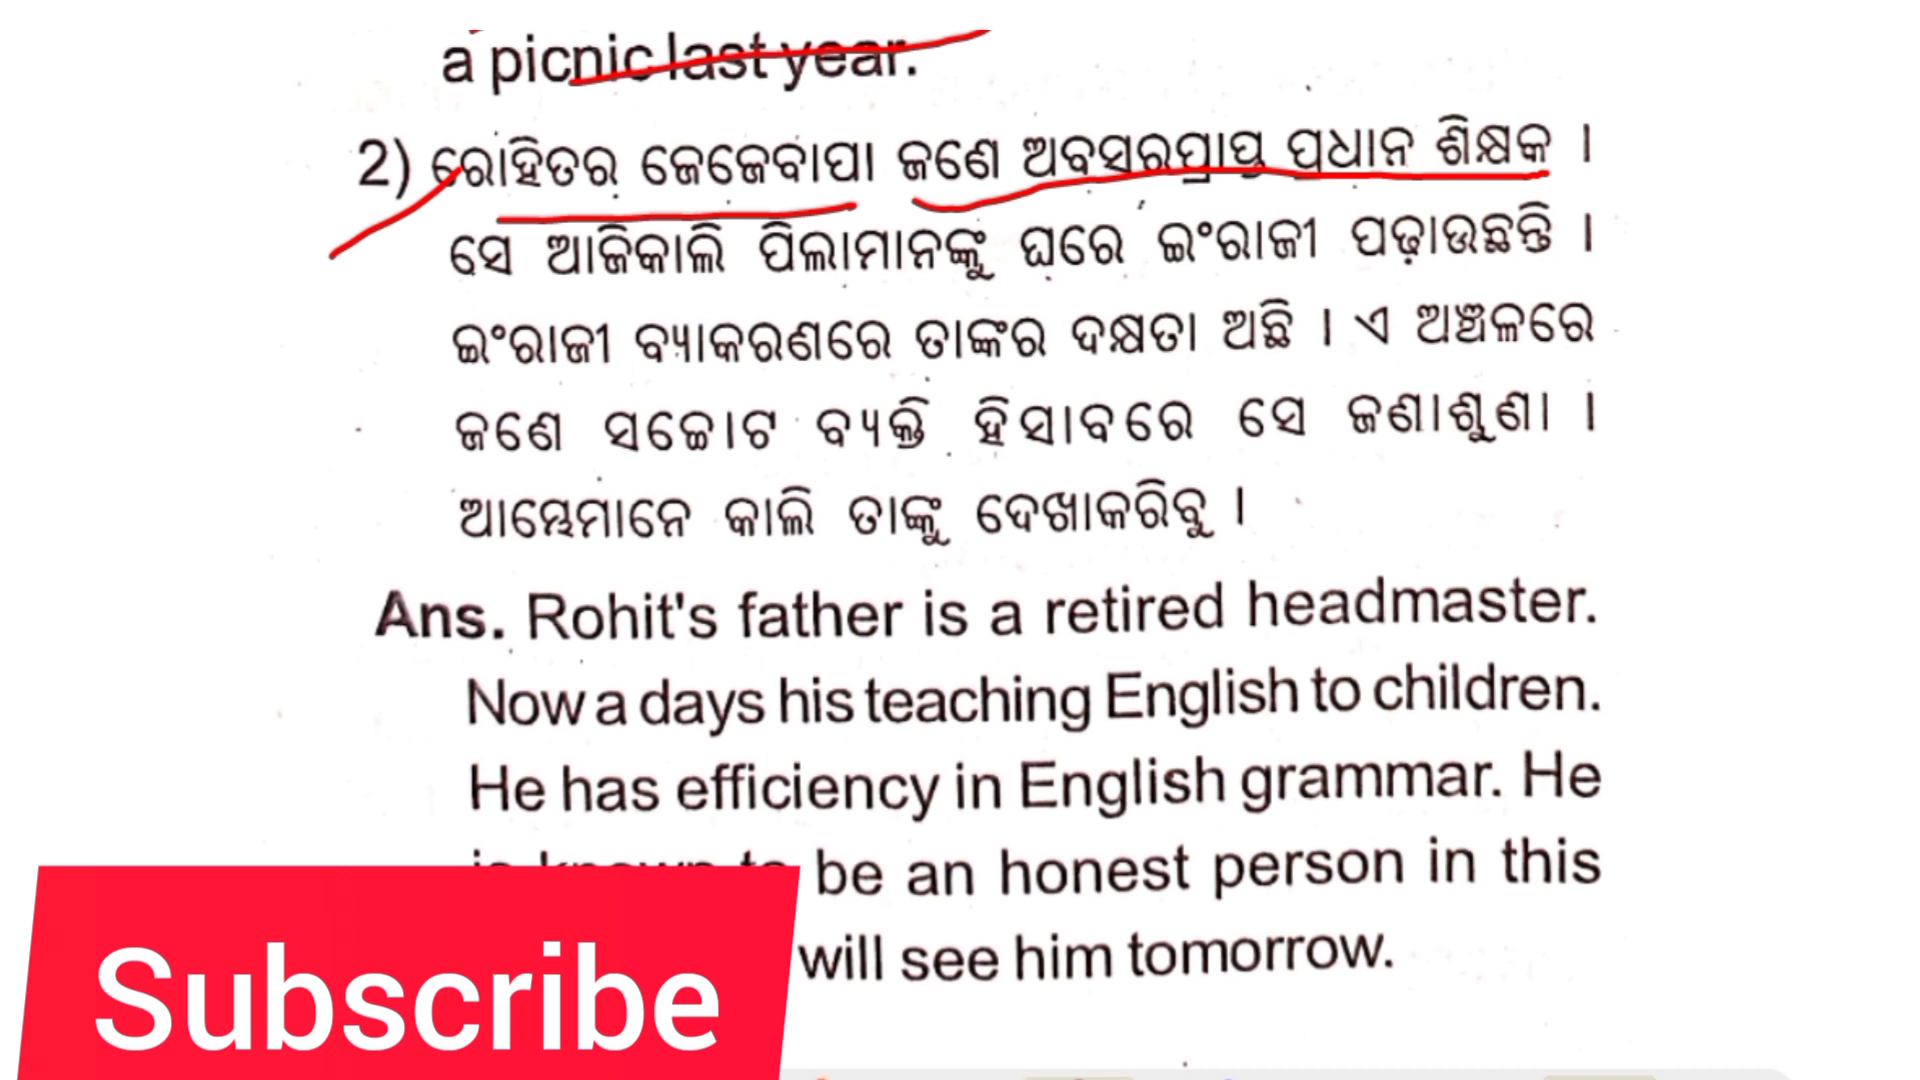 a picnic last year.
2) ରୋହିତର ଜେଜେବାପା ଜଣେ ଅବସରପ୍ରାପ୍ତ ପ୍ରଧାନ ଶିକ୍ଷକ ।
ସେ ଆଜିକାଲି ପିଲାମାନଙ୍କୁ ଘରେ ଇଂରାଜୀ ପଢ଼ାଉଛନ୍ତି ।
ଇଂରାଜୀ ବ୍ୟାକରଣରେ ତାଙ୍କର ଦକ୍ଷତା ଅଛି । ଏ ଅଞ୍ଚଳରେ
ଜଣେ ସଚ୍ଚୋଟ ବ୍ୟକ୍ତି ହିସାବରେ ସେ ଜଣାଶୁଣା ।
ଆମ୍ଭେମାନେ କାଲି ତାଙ୍କୁ ଦେଖାକରିବୁ ।
Ans. Rohit's father is a retired headmaster.
Now a days his teaching English to children.
He has efficiency in English grammar. He
is known to be an honest person in this
will see him tomorrow.
Subscribe